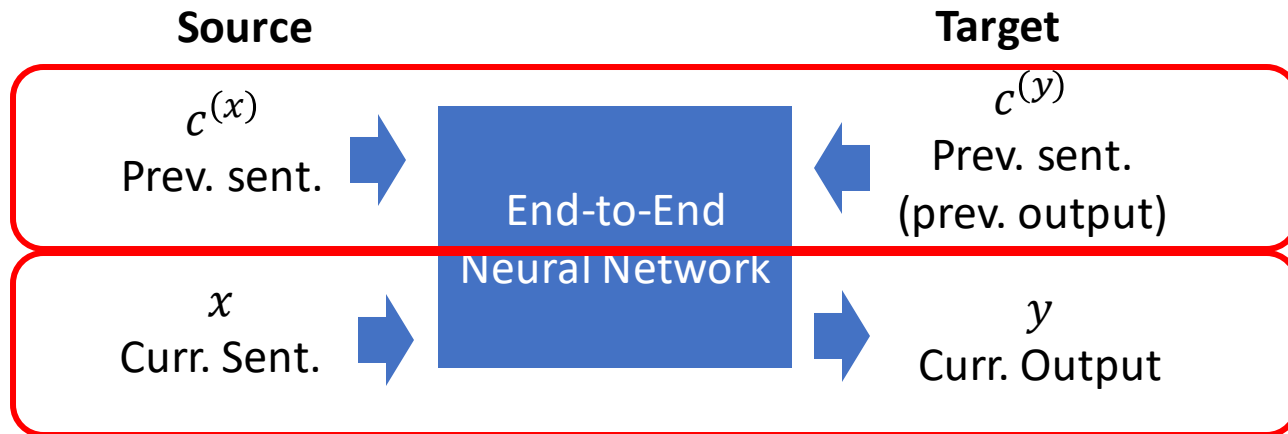 Source
Target
𝑐^(𝑥)
Prev. sent.
𝑐^(𝑦)
Prev. sent.
(prev. output)
End-to-End
Neural Network
𝑥
Curr. Sent.
𝑦
Curr. Output